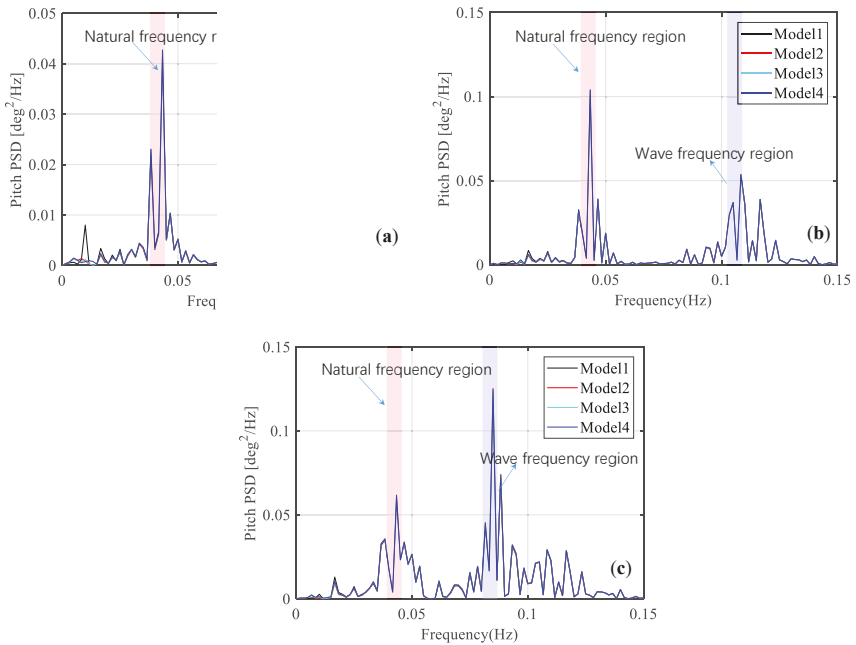 0.05
Natural frequency r
0.04
0.03
0.02
0.01
0
0
0.05
Pitch PSD [deg²/Hz]
Freq
(a)
0.15
Natural frequency region
Model1
Model2
Model3
Model4
0.1
Wave frequency region
0.05
(b)
0
0
0.05
0.1
0.15
Pitch PSD [deg²/Hz]
Frequency(Hz)
0.15
Natural frequency region
Model1
Model2
Model3
Model4
0.1
Wave frequency region
0.05
(c)
0
0
0.05
0.1
0.15
Pitch PSD [deg²/Hz]
Frequency(Hz)